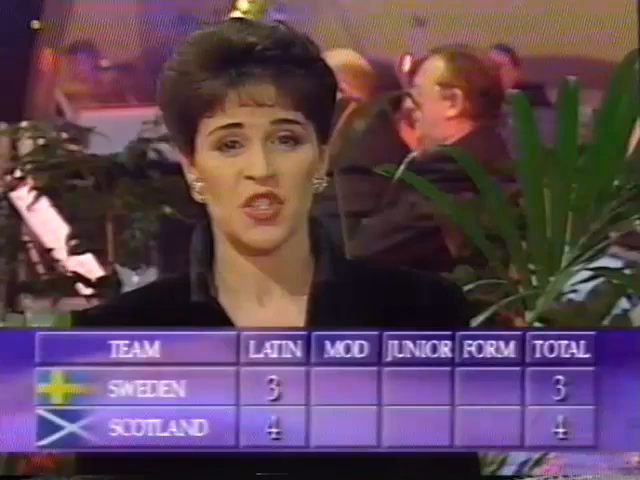 TEAM LATIN MOD JUNIOR FORM TOTAL
SWEDEN 3 3
SCOTLAND 4 4